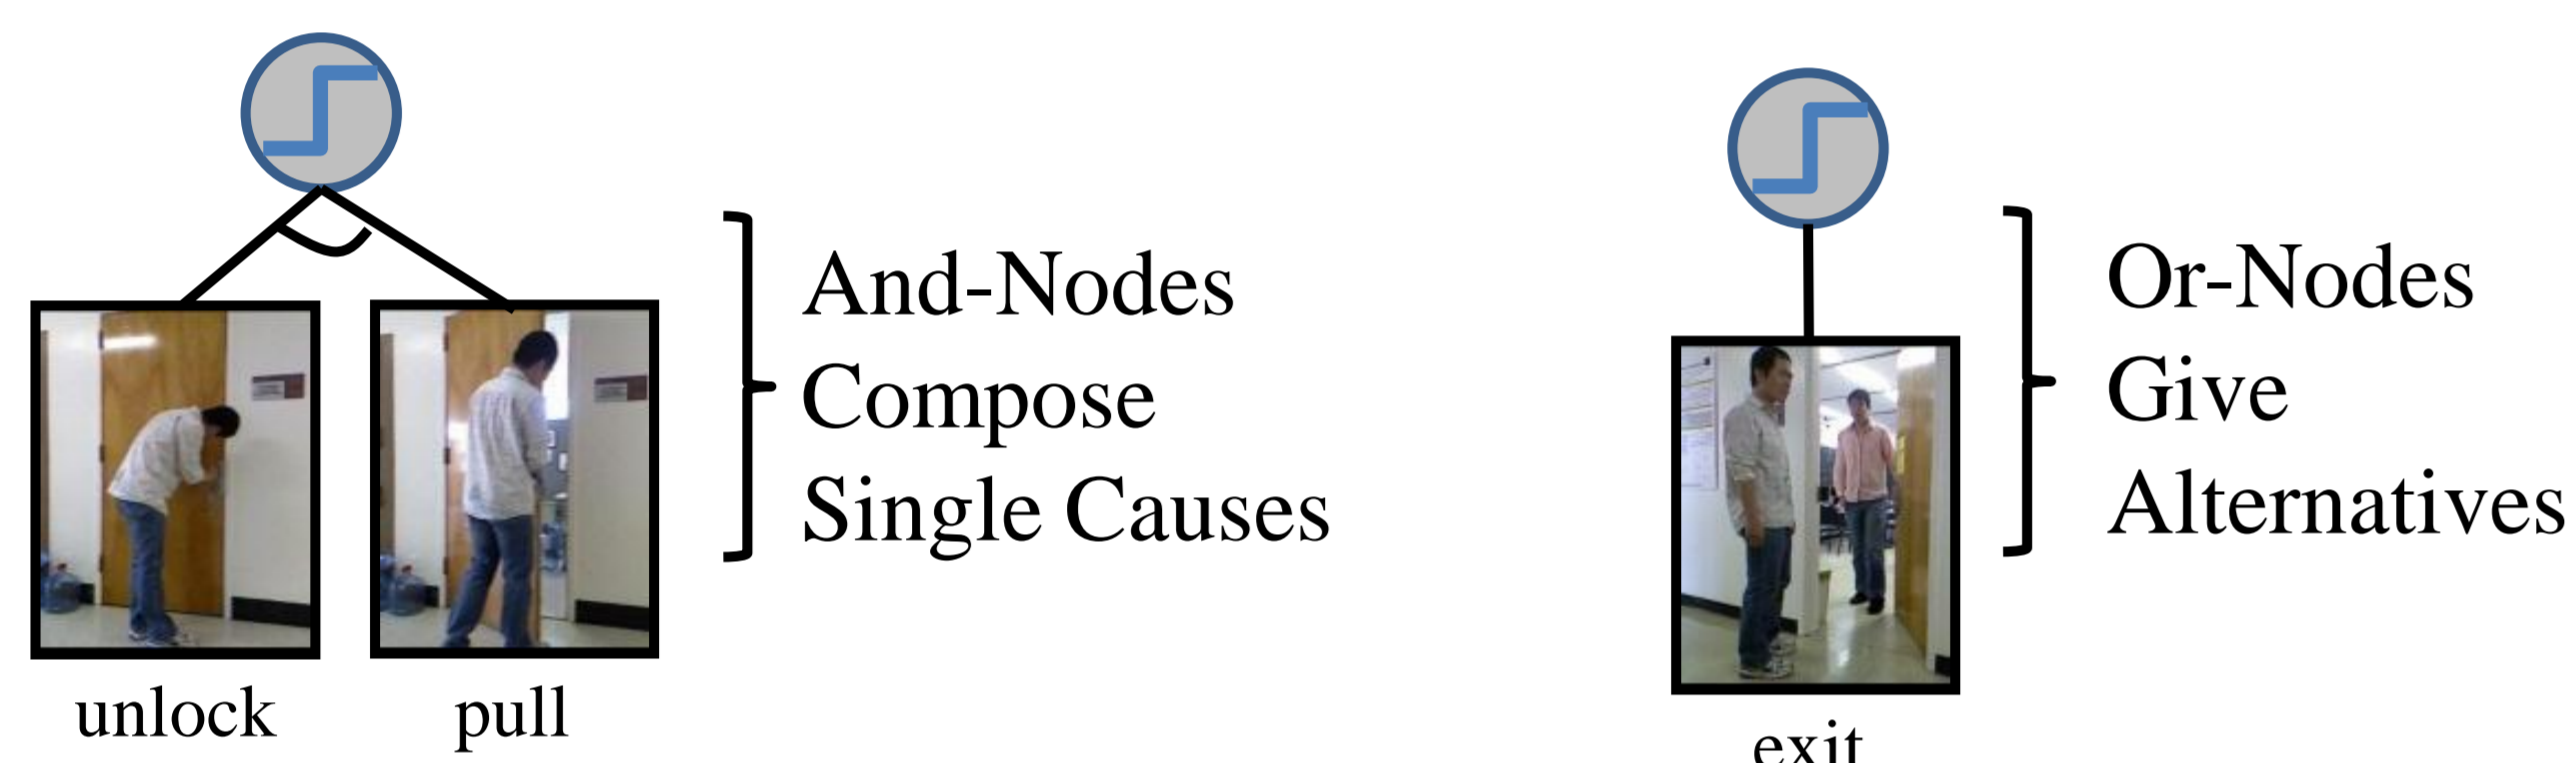 And-Nodes
Compose
Single Causes
unlock
pull
Or-Nodes
Give
Alternatives
exit